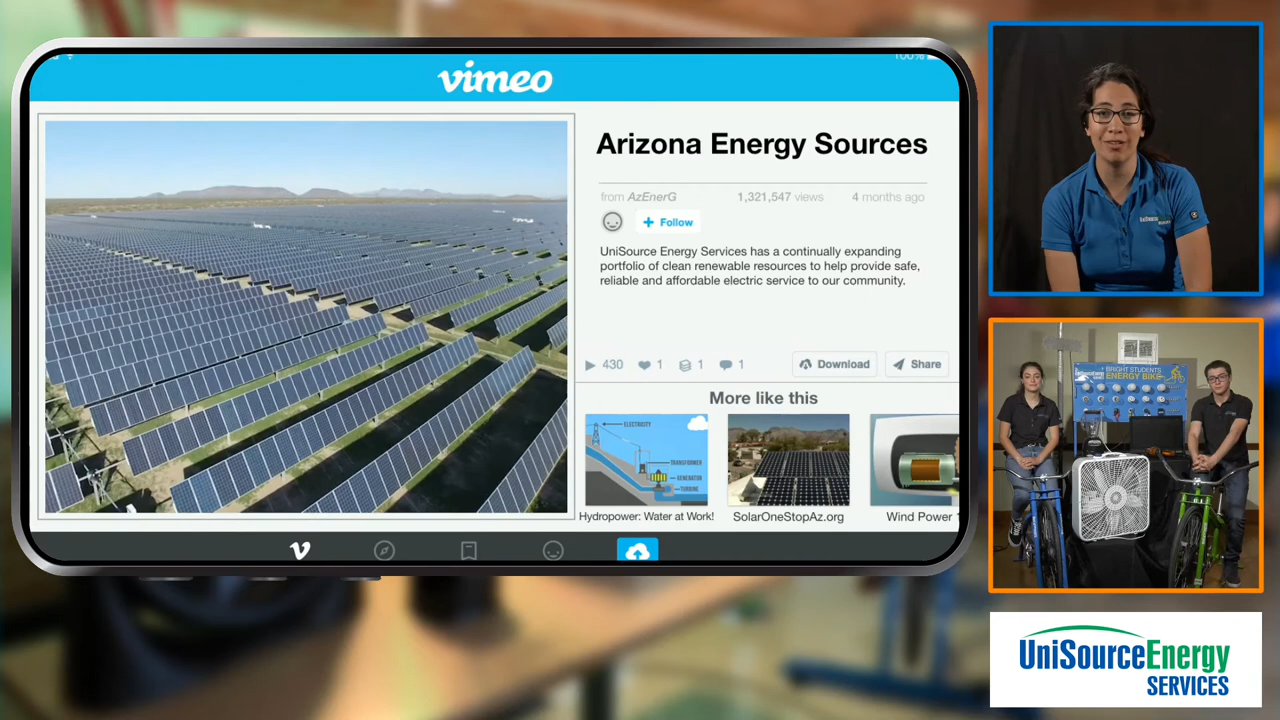 100%
vimeo
Arizona Energy Sources
from AzEnerG
1,321,547 views
4 months ago
+ Follow
UniSource Energy Services has a continually expanding
portfolio of clean renewable resources to help provide safe,
reliable and affordable electric service to our community.
430
1
1
1
Download
Share
More like this
ELECTRICITY
TRANSFORMER
GENERATOR
TURBINE
Hydropower: Water at Work!
SolarOneStopAz.org
Wind Power
BRIGHT STUDENTS
ENERGY BIKE
UniSourceEnergy
SERVICES